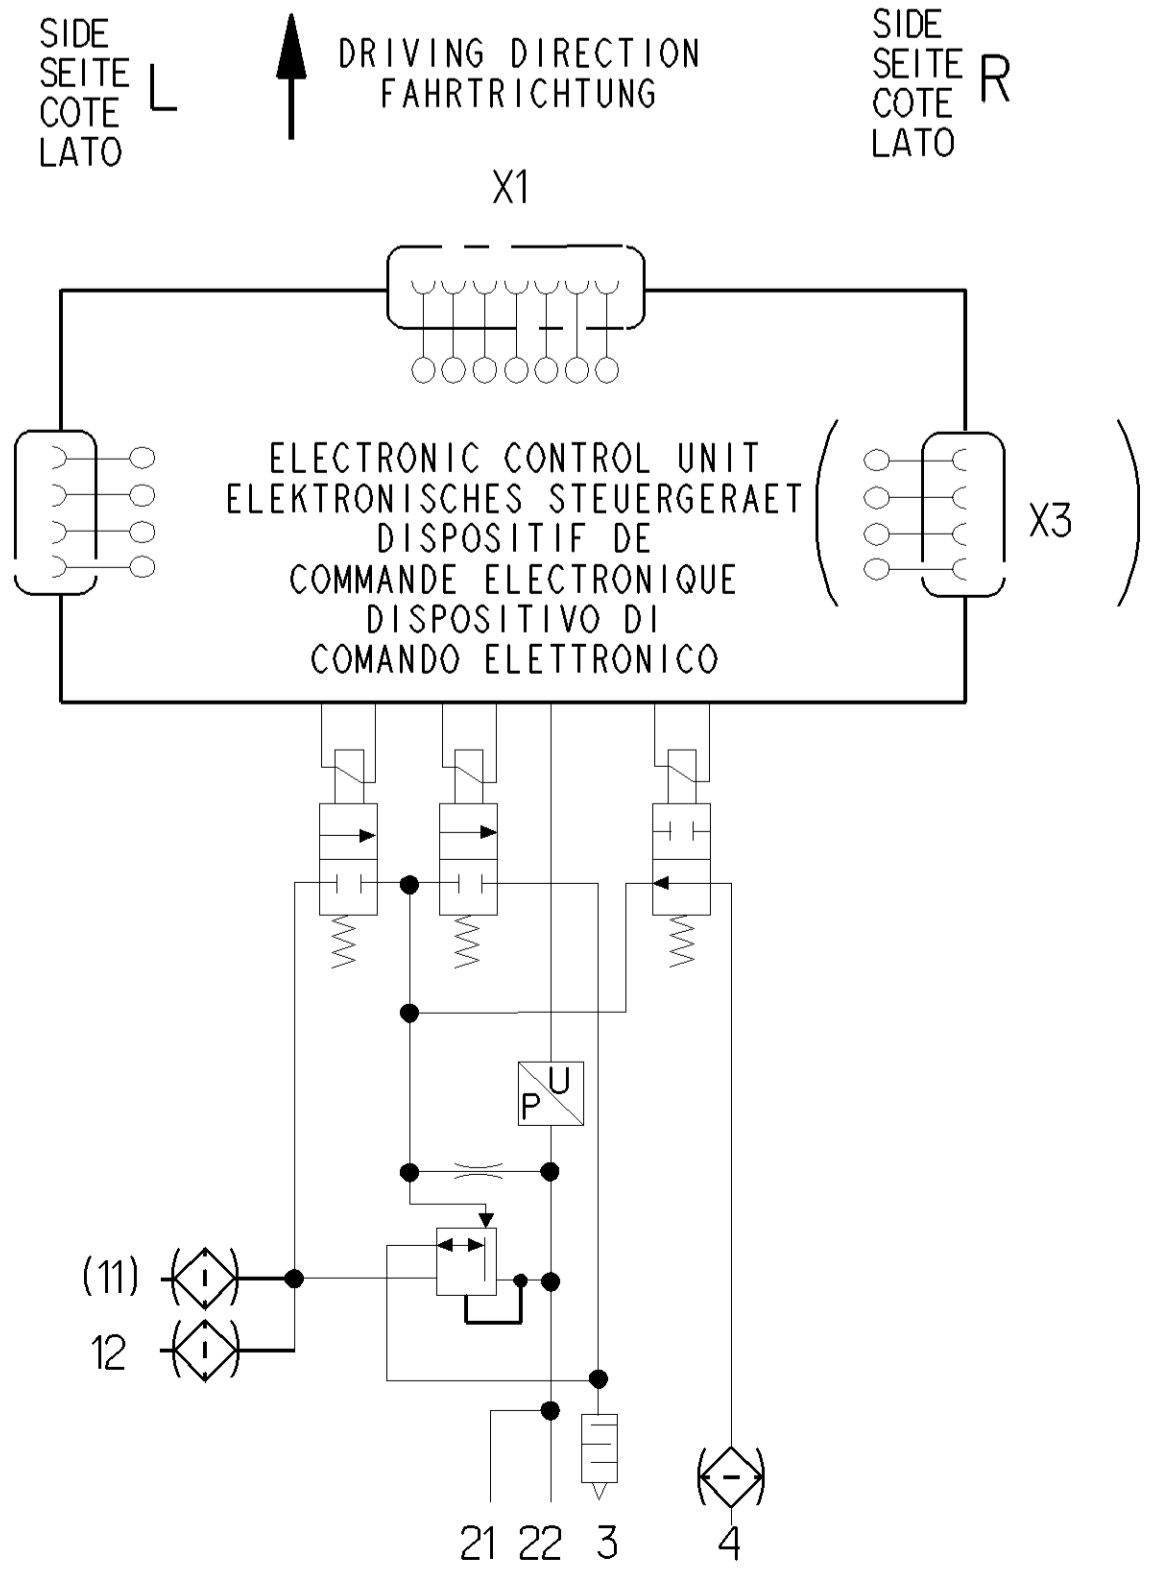 SIDE
SEITE
COTE
LATO
L
DRIVING DIRECTION
FAHRTRICHTUNG
SIDE
SEITE
COTE
LATO
R
X1
ELECTRONIC CONTROL UNIT
ELEKTRONISCHES STEUERGERAET
DISPOSITIF DE
COMMANDE ELECTRONIQUE
DISPOSITIVO DI
COMANDO ELETTRONICO
X3
U
P
(11)
12
21 22 3 4